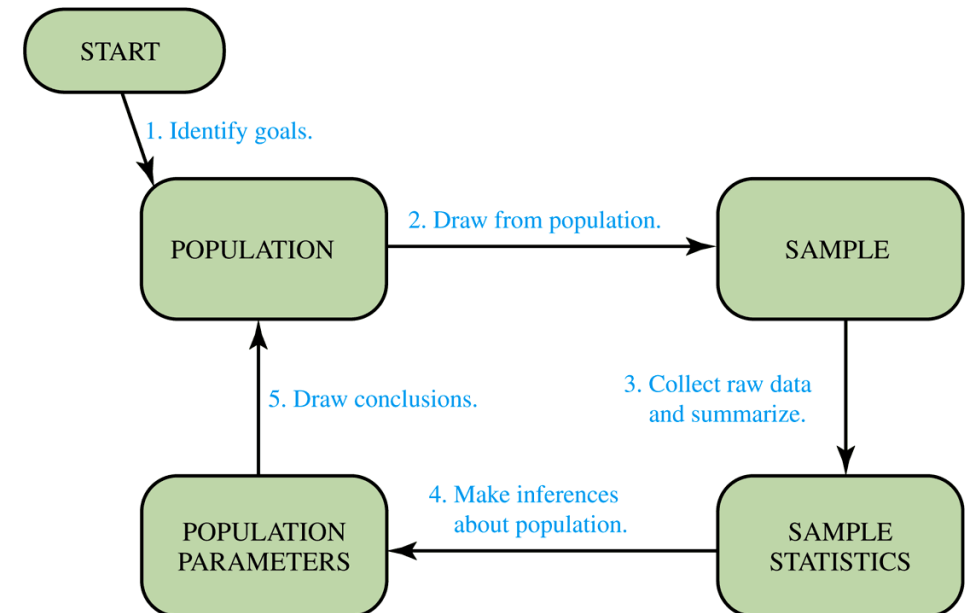 START
1. Identify goals.
2. Draw from population.
POPULATION
SAMPLE
3. Collect raw data
and summarize.
5. Draw conclusions.
4. Make inferences
about population.
POPULATION
PARAMETERS
SAMPLE
STATISTICS